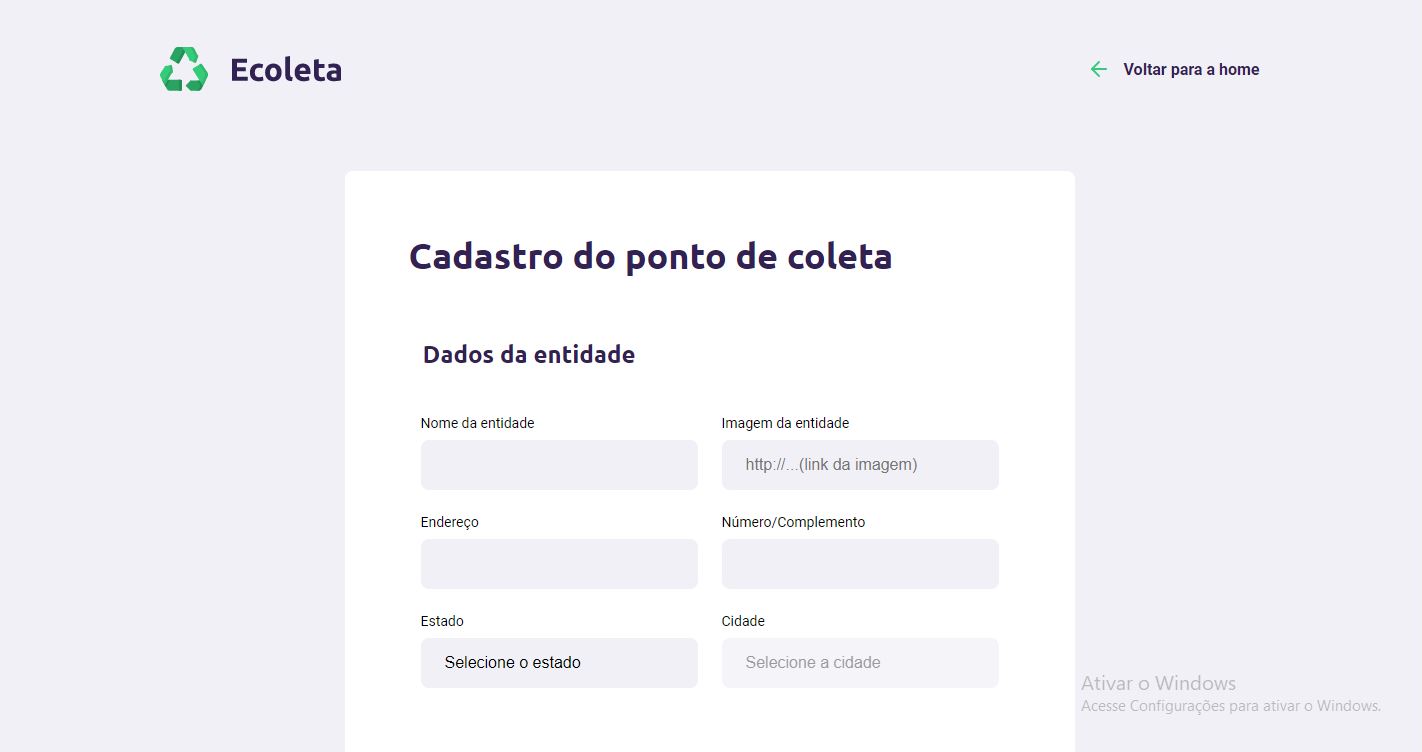 Ecoleta
Voltar para a home
Cadastro do ponto de coleta
Dados da entidade
Nome da entidade
Imagem da entidade
http://...(link da imagem)
Endereço
Número/Complemento
Estado
Cidade
Selecione o estado
Selecione a cidade
Ativar o Windows
Acesse Configurações para ativar o Windows.